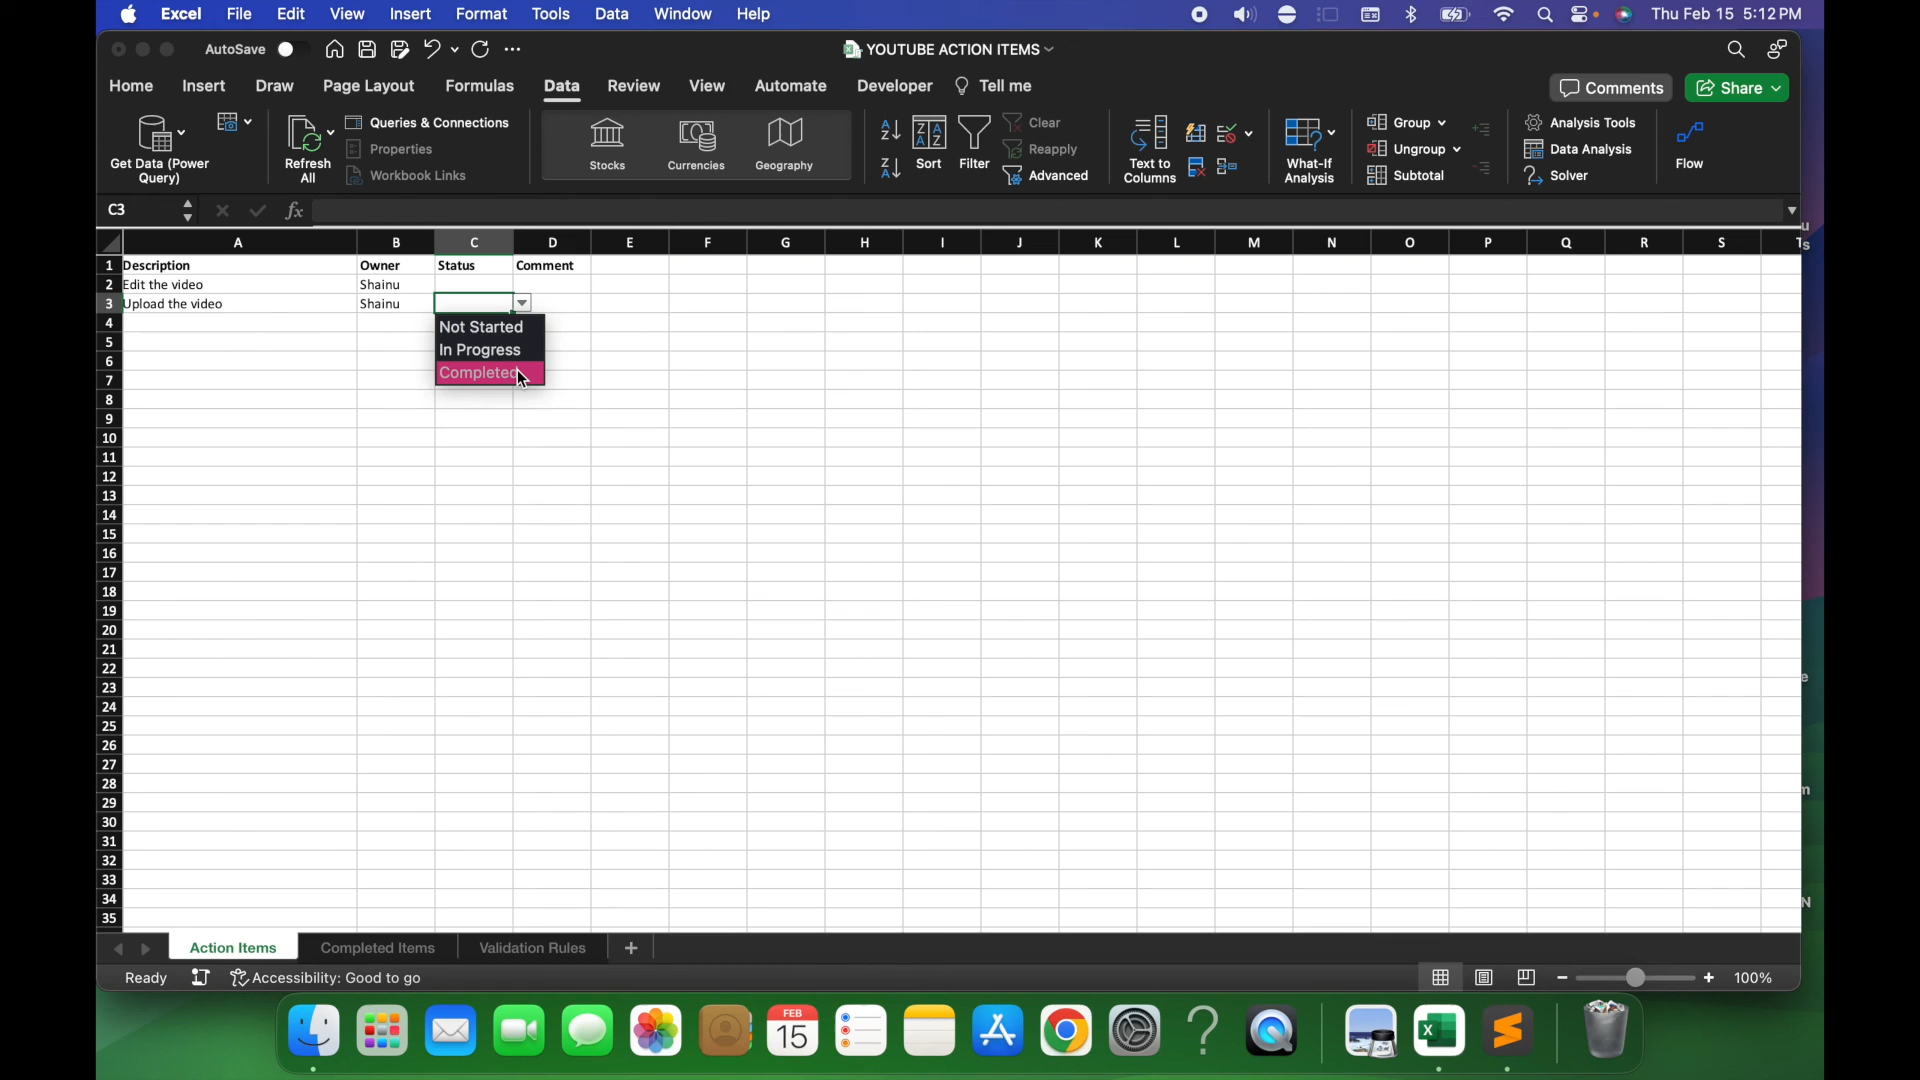 Excel File Edit View Insert Format Tools Data Window Help Thu Feb 15 5:12 PM
AutoSave YOUTUBE ACTION ITEMS
Home Insert Draw Page Layout Formulas Data Review View Automate Developer Tell me Comments Share
Get Data (Power Query)
Refresh All
Queries & Connections
Properties
Workbook Links
Stocks Currencies Geography
Sort Filter
Clear
Reapply
Advanced
Text to Columns
What-If Analysis
Group
Ungroup
Subtotal
Analysis Tools
Data Analysis
Solver
Flow
C3 fx
A B C D E F G H I J K L M N O P Q R S T
1 Description Owner Status Comment
2 Edit the video Shainu
3 Upload the video Shainu
4 Not Started
5 In Progress
6 Completed
7
8
9
10
11
12
13
14
15
16
17
18
19
20
21
22
23
24
25
26
27
28
29
30
31
32
33
34
35
Action Items Completed Items Validation Rules +
Ready Accessibility: Good to go 100%
FEB
15